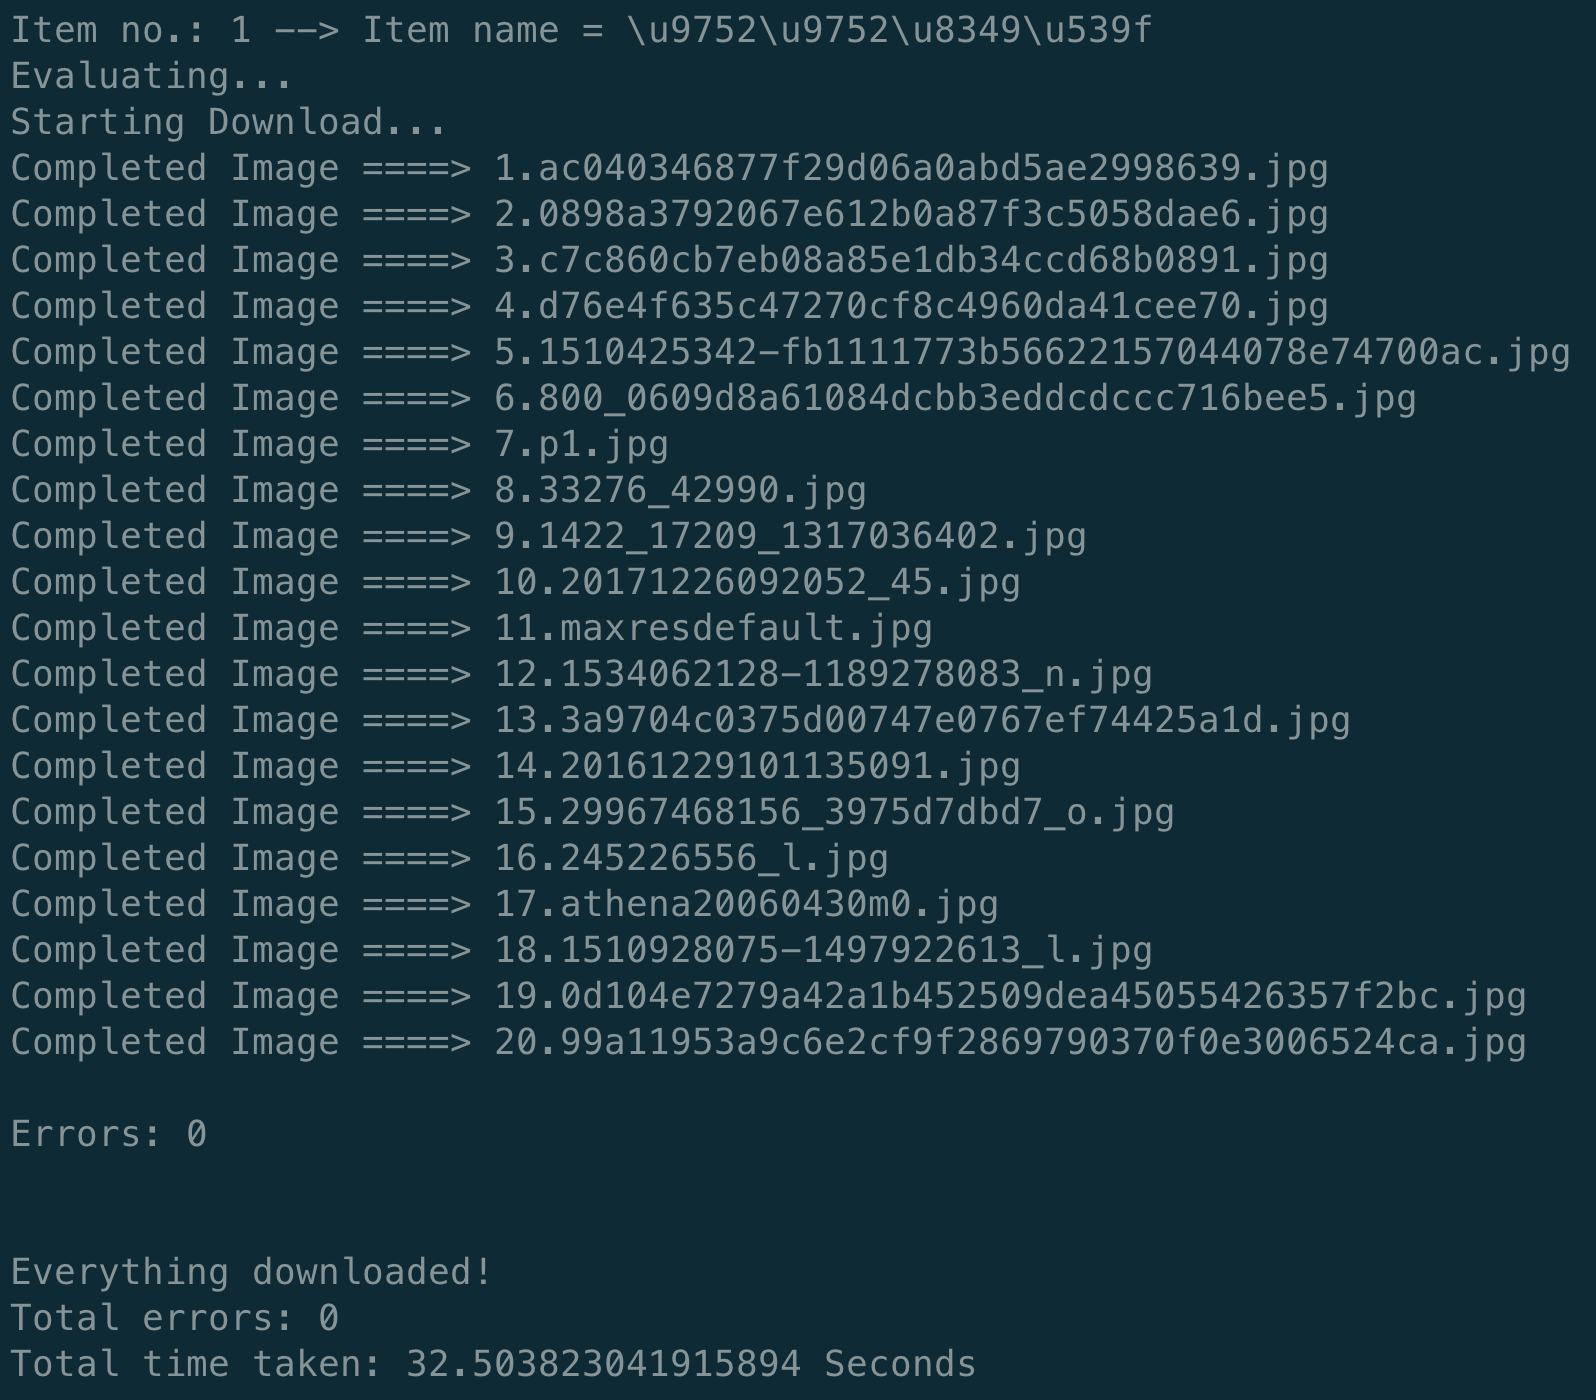 Item no.: 1 --> Item name = \u9752\u9752\u8349\u539f
Evaluating...
Starting Download...
Completed Image ====> 1.ac040346877f29d06a0abd5ae2998639.jpg
Completed Image ====> 2.0898a3792067e612b0a87f3c5058dae6.jpg
Completed Image ====> 3.c7c860cb7eb08a85e1db34ccd68b0891.jpg
Completed Image ====> 4.d76e4f635c47270cf8c4960da41cee70.jpg
Completed Image ====> 5.1510425342-fb1111773b56622157044078e74700ac.jpg
Completed Image ====> 6.800_0609d8a61084dcbb3eddcdccc716bee5.jpg
Completed Image ====> 7.p1.jpg
Completed Image ====> 8.33276_42990.jpg
Completed Image ====> 9.1422_17209_1317036402.jpg
Completed Image ====> 10.20171226092052_45.jpg
Completed Image ====> 11.maxresdefault.jpg
Completed Image ====> 12.1534062128-1189278083_n.jpg
Completed Image ====> 13.3a9704c0375d00747e0767ef74425a1d.jpg
Completed Image ====> 14.20161229101135091.jpg
Completed Image ====> 15.29967468156_3975d7dbd7_o.jpg
Completed Image ====> 16.245226556_l.jpg
Completed Image ====> 17.athena20060430m0.jpg
Completed Image ====> 18.1510928075-1497922613_l.jpg
Completed Image ====> 19.0d104e7279a42a1b452509dea45055426357f2bc.jpg
Completed Image ====> 20.99a11953a9c6e2cf9f2869790370f0e3006524ca.jpg
Errors: 0
Everything downloaded!
Total errors: 0
Total time taken: 32.503823041915894 Seconds